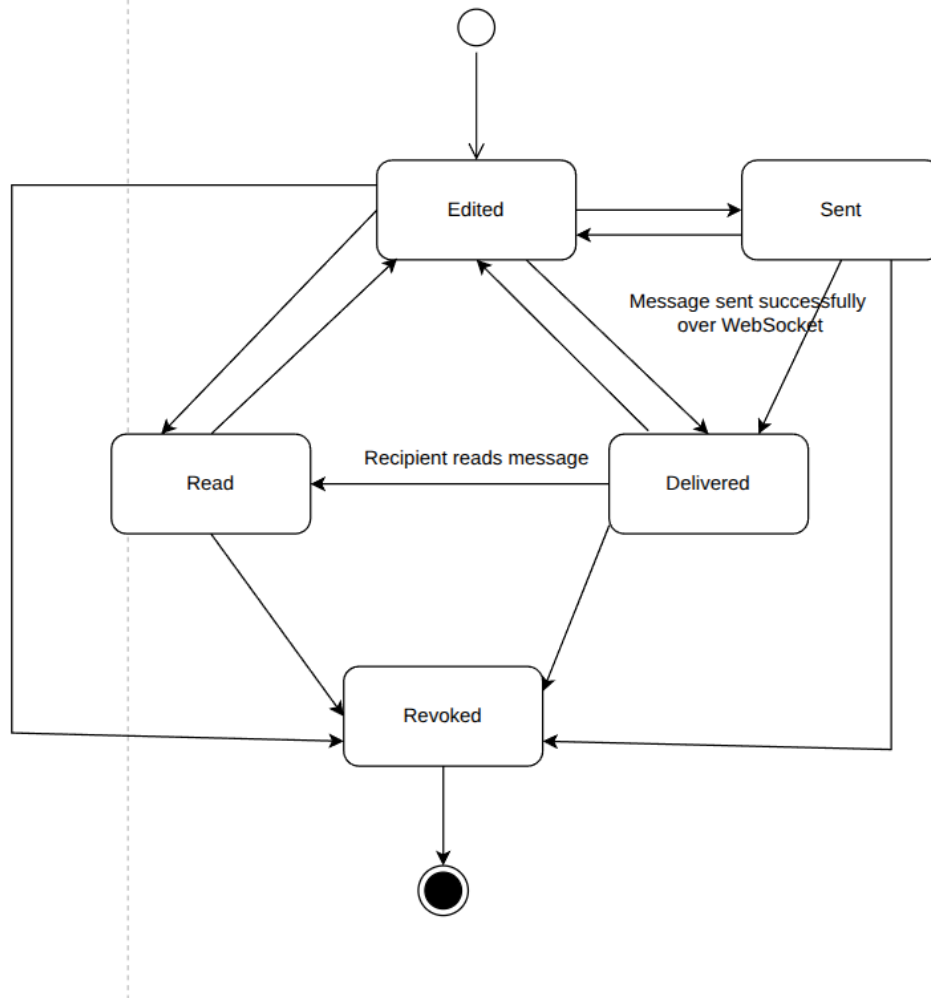 Edited
Sent
Message sent successfully
over WebSocket
Recipient reads message
Read
Delivered
Revoked